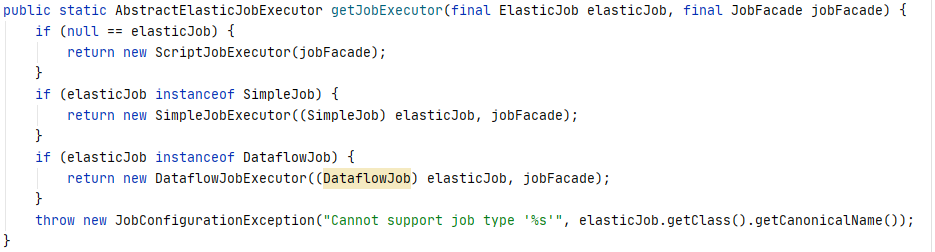 public static AbstractElasticJobExecutor getJobExecutor(final ElasticJob elasticJob, final JobFacade jobFacade) {
    if (null == elasticJob) {
        return new ScriptJobExecutor(jobFacade);
    }
    if (elasticJob instanceof SimpleJob) {
        return new SimpleJobExecutor((SimpleJob) elasticJob, jobFacade);
    }
    if (elasticJob instanceof DataflowJob) {
        return new DataflowJobExecutor((DataflowJob) elasticJob, jobFacade);
    }
    throw new JobConfigurationException("Cannot support job type '%s'", elasticJob.getClass().getCanonicalName());
}